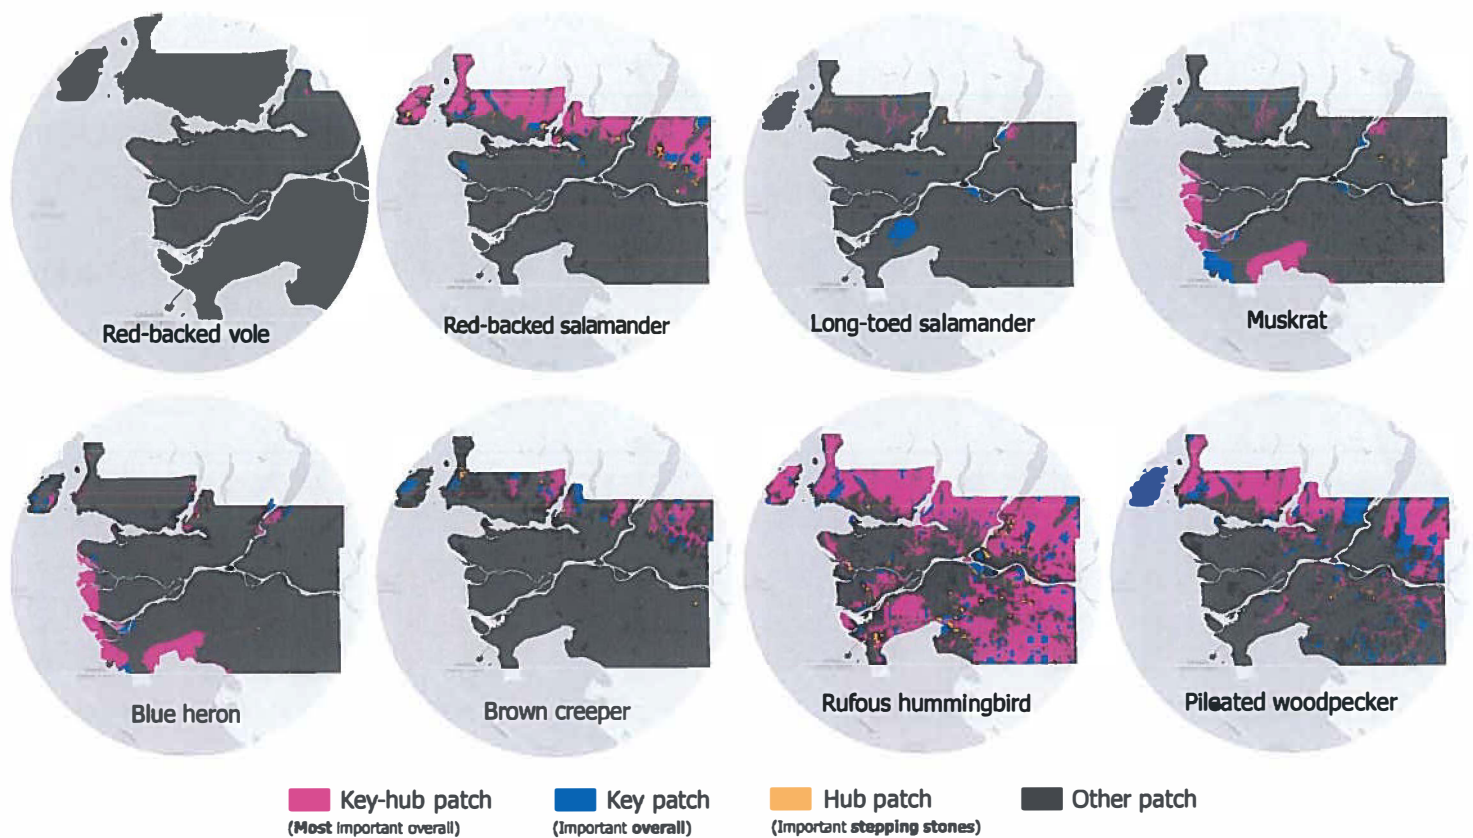 Red-backed vole
Red-backed salamander
Long-toed salamander
Muskrat
Blue heron
Brown creeper
Rufous hummingbird
Pileated woodpecker
Key-hub patch
(Most important overall)
Key patch
(Important overall)
Hub patch
(Important stepping stones)
Other patch